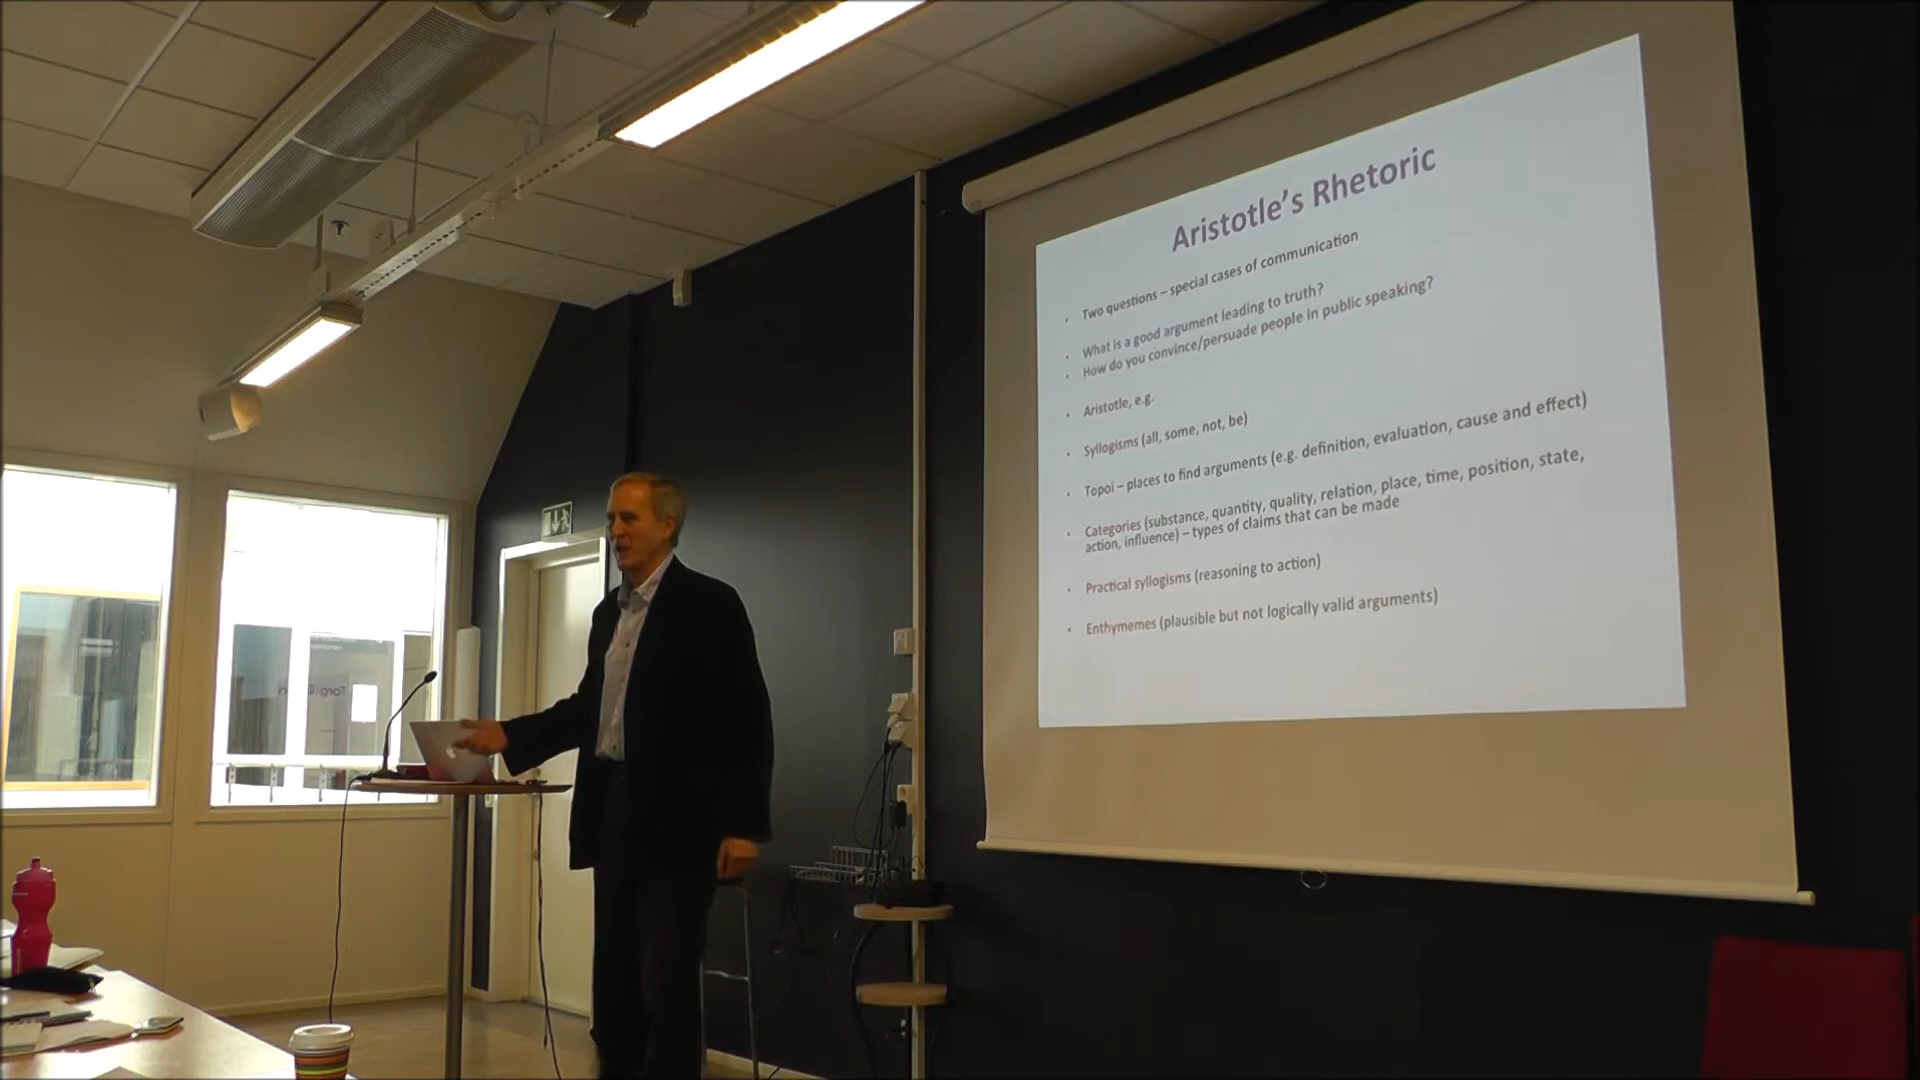 Aristotle's Rhetoric
• Two questions – special cases of communication
• What is a good argument leading to truth?
• How do you convince/persuade people in public speaking?
• Aristotle, e.g.
• Syllogisms (all, some, not, be)
• Topoi – places to find arguments (e.g. definition, evaluation, cause and effect)
• Categories (substance, quantity, quality, relation, place, time, position, state,
action, influence) – types of claims that can be made
• Practical syllogisms (reasoning to action)
• Enthymemes (plausible but not logically valid arguments)